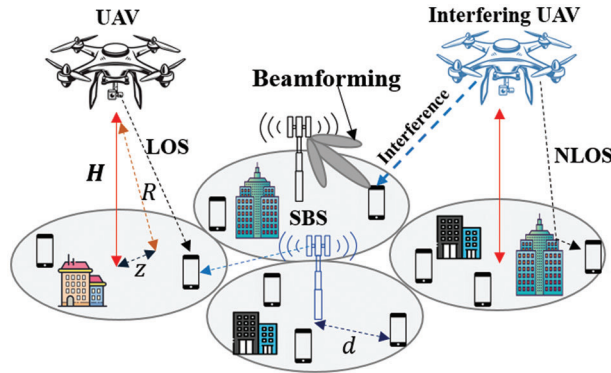 UAV
Interfering UAV
Beamforming
Interference
LOS
NLOS
H
R
SBS
z
d